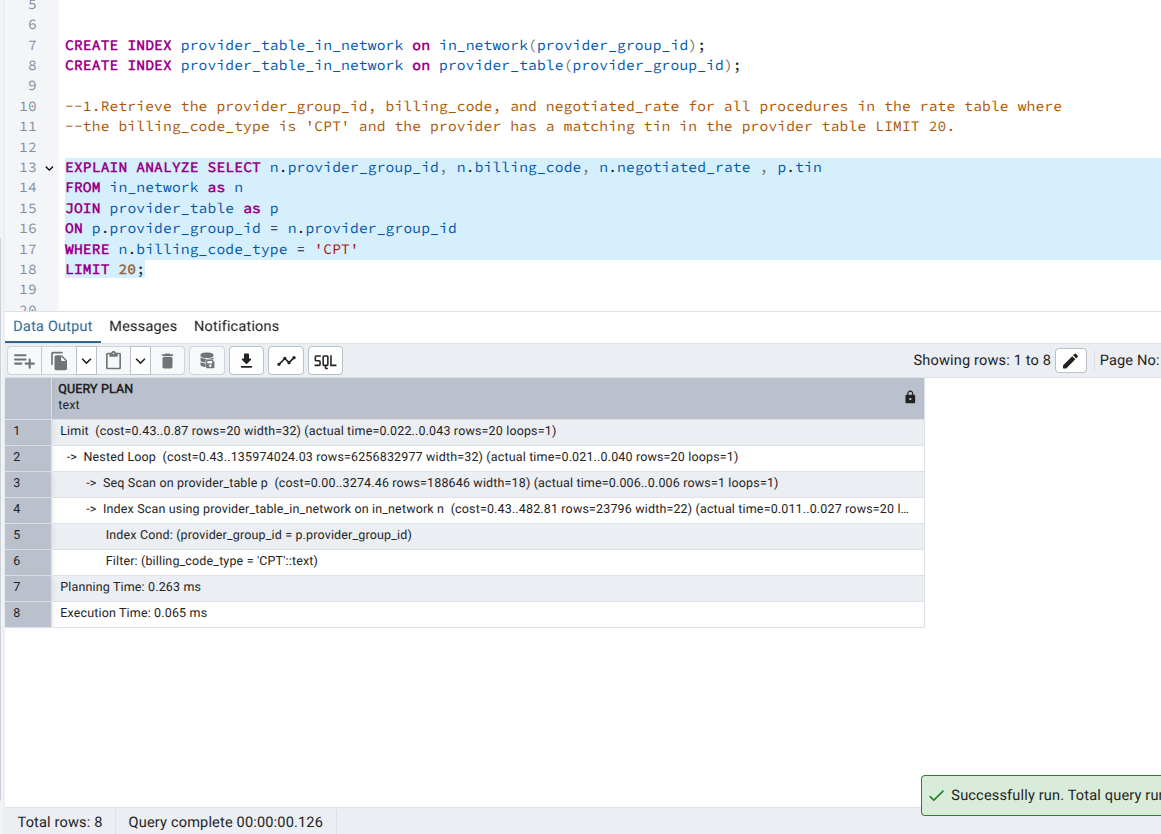 5
6
7 CREATE INDEX provider_table_in_network on in_network(provider_group_id);
8 CREATE INDEX provider_table_in_network on provider_table(provider_group_id);
9
10 --1.Retrieve the provider_group_id, billing_code, and negotiated_rate for all procedures in the rate table where
11 --the billing_code_type is 'CPT' and the provider has a matching tin in the provider table LIMIT 20.
12
13 EXPLAIN ANALYZE SELECT n.provider_group_id, n.billing_code, n.negotiated_rate , p.tin
14 FROM in_network as n
15 JOIN provider_table as p
16 ON p.provider_group_id = n.provider_group_id
17 WHERE n.billing_code_type = 'CPT'
18 LIMIT 20;
19
20
Data Output Messages Notifications
SQL Showing rows: 1 to 8 Page No:
QUERY PLAN
text
1 Limit (cost=0.43..0.87 rows=20 width=32) (actual time=0.022..0.043 rows=20 loops=1)
2 -> Nested Loop (cost=0.43..135974024.03 rows=6256832977 width=32) (actual time=0.021..0.040 rows=20 loops=1)
3 -> Seq Scan on provider_table p (cost=0.00..3274.46 rows=188646 width=18) (actual time=0.006..0.006 rows=1 loops=1)
4 -> Index Scan using provider_table_in_network on in_network n (cost=0.43..482.81 rows=23796 width=22) (actual time=0.011..0.027 rows=20 l...
5 Index Cond: (provider_group_id = p.provider_group_id)
6 Filter: (billing_code_type = 'CPT'::text)
7 Planning Time: 0.263 ms
8 Execution Time: 0.065 ms
Successfully run. Total query ru
Total rows: 8 Query complete 00:00:00.126